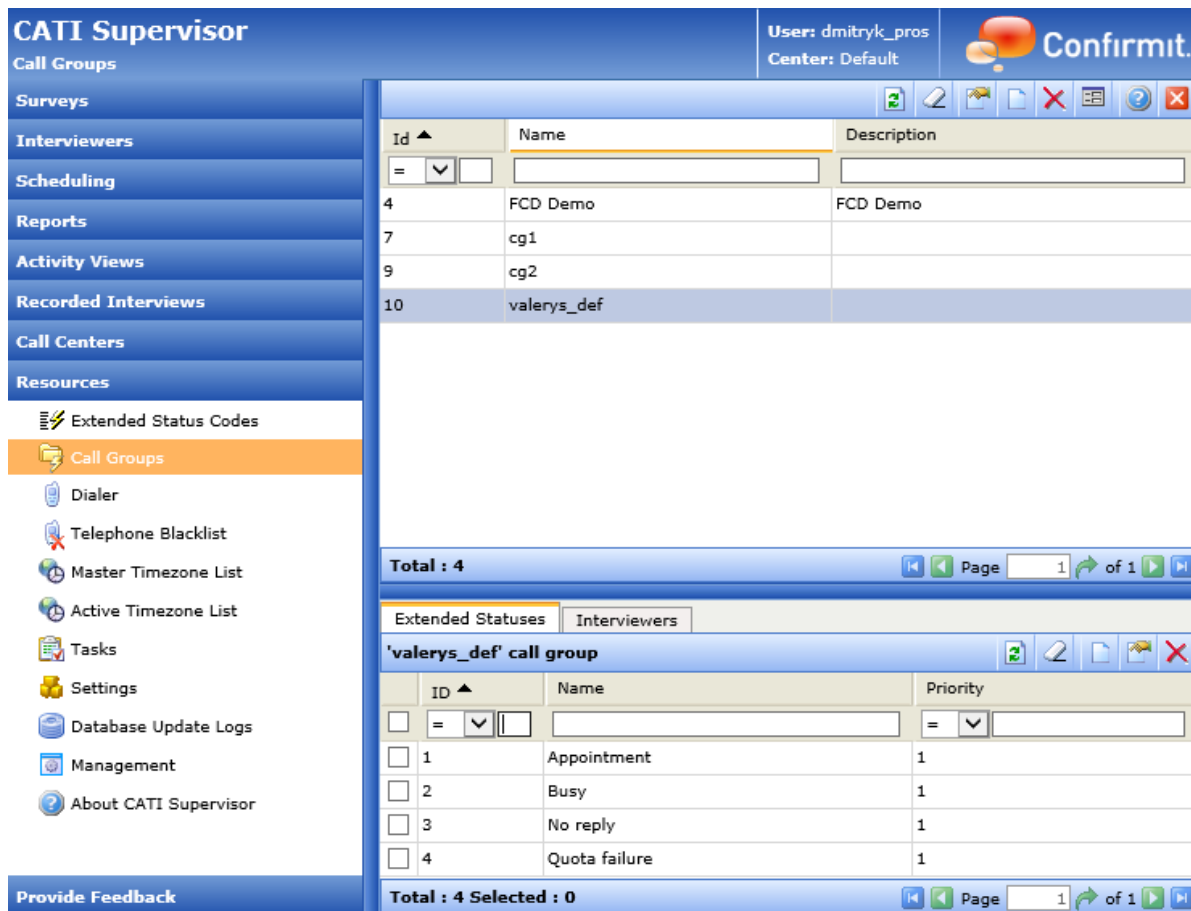 CATI Supervisor
Call Groups
User: dmitryk_pros
Center: Default
Confirmit.
Surveys
Interviewers
Scheduling
Reports
Activity Views
Recorded Interviews
Call Centers
Resources
Extended Status Codes
Call Groups
Dialer
Telephone Blacklist
Master Timezone List
Active Timezone List
Tasks
Settings
Database Update Logs
Management
About CATI Supervisor
Provide Feedback
Id Name Description
=
4 FCD Demo FCD Demo
7 cg1
9 cg2
10 valerys_def
Total : 4 Page 1 of 1
Extended Statuses Interviewers
'valerys_def' call group
ID Name Priority
= =
1 Appointment 1
2 Busy 1
3 No reply 1
4 Quota failure 1
Total : 4 Selected : 0 Page 1 of 1